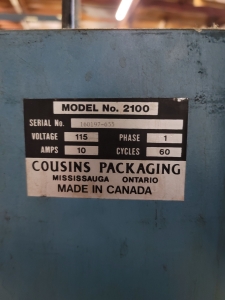 MODEL No. 2100
SERIAL No.
VOLTAGE 115 PHASE 1
AMPS 10 CYCLES 60
COUSINS PACKAGING
MISSISSAUGA ONTARIO
MADE IN CANADA